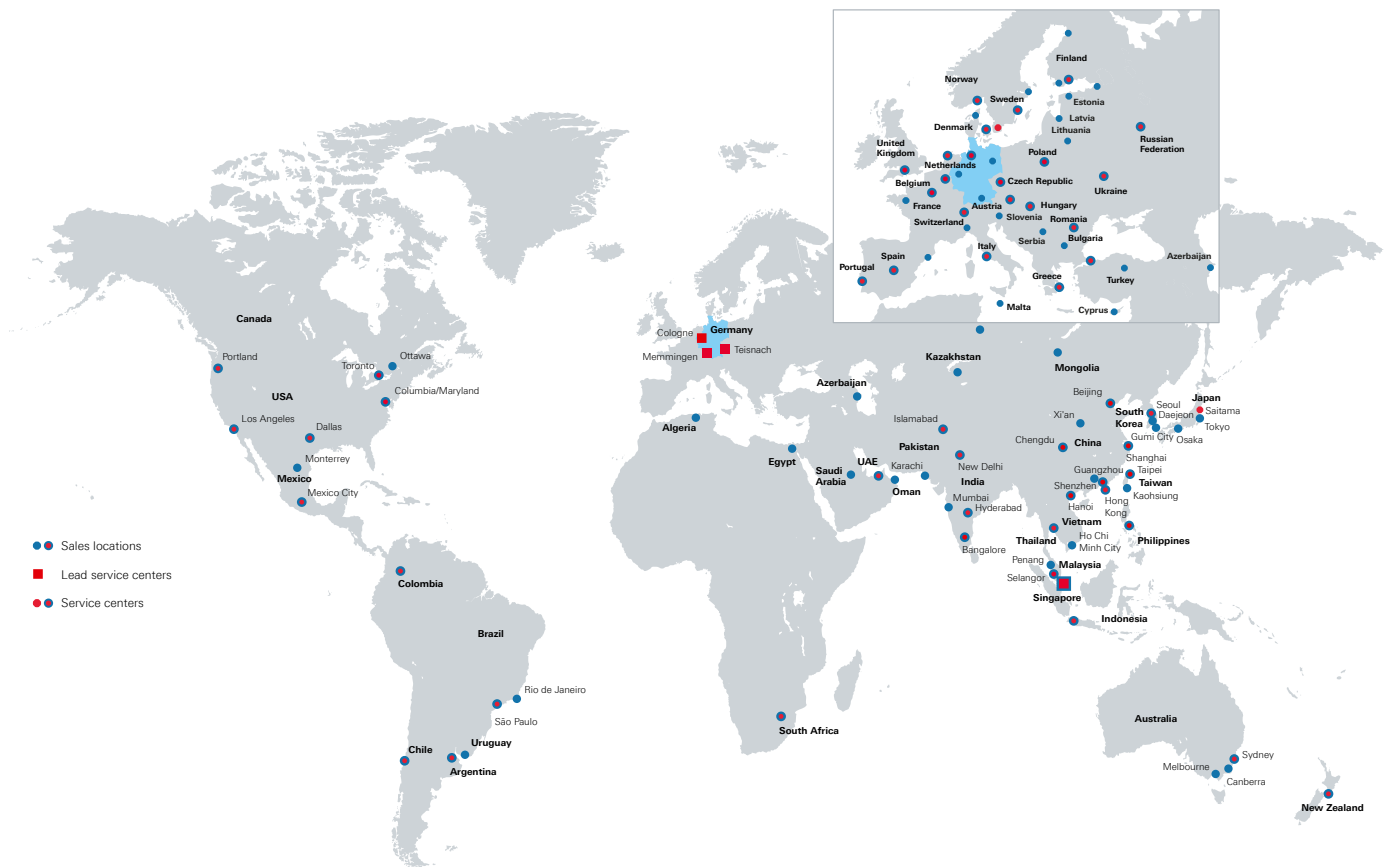 Finland
Norway
Sweden
Estonia
Latvia
Lithuania
Denmark
Russian
Federation
United
Kingdom
Poland
Netherlands
Belgium
Czech Republic
Ukraine
France
Austria
Hungary
Switzerland
Slovenia
Romania
Serbia
Bulgaria
Italy
Spain
Portugal
Azerbaijan
Greece
Turkey
Malta
Cyprus
Canada
Portland
Toronto
Ottawa
USA
Columbia/Maryland
Los Angeles
Dallas
Monterrey
Mexico
Mexico City
Cologne
Germany
Memmingen
Teisnach
Kazakhstan
Mongolia
Azerbaijan
Beijing
Japan
Seoul
Saitama
South
Korea
Daejeon
Tokyo
Xi'an
Gumi City
Osaka
Algeria
Islamabad
Pakistan
Chengdu
China
Shanghai
Egypt
UAE
Saudi
Arabia
Karachi
Oman
New Delhi
India
Guangzhou
Taipei
Taiwan
Shenzhen
Kaohsiung
Hanoi
Hong
Kong
Mumbai
Hyderabad
Vietnam
Thailand
Ho Chi
Minh City
Philippines
Bangalore
Penang
Malaysia
Selangor
Singapore
Indonesia
Sales locations
Lead service centers
Service centers
Colombia
Brazil
Rio de Janeiro
São Paulo
Chile
Uruguay
Argentina
South Africa
Australia
Sydney
Melbourne
Canberra
New Zealand